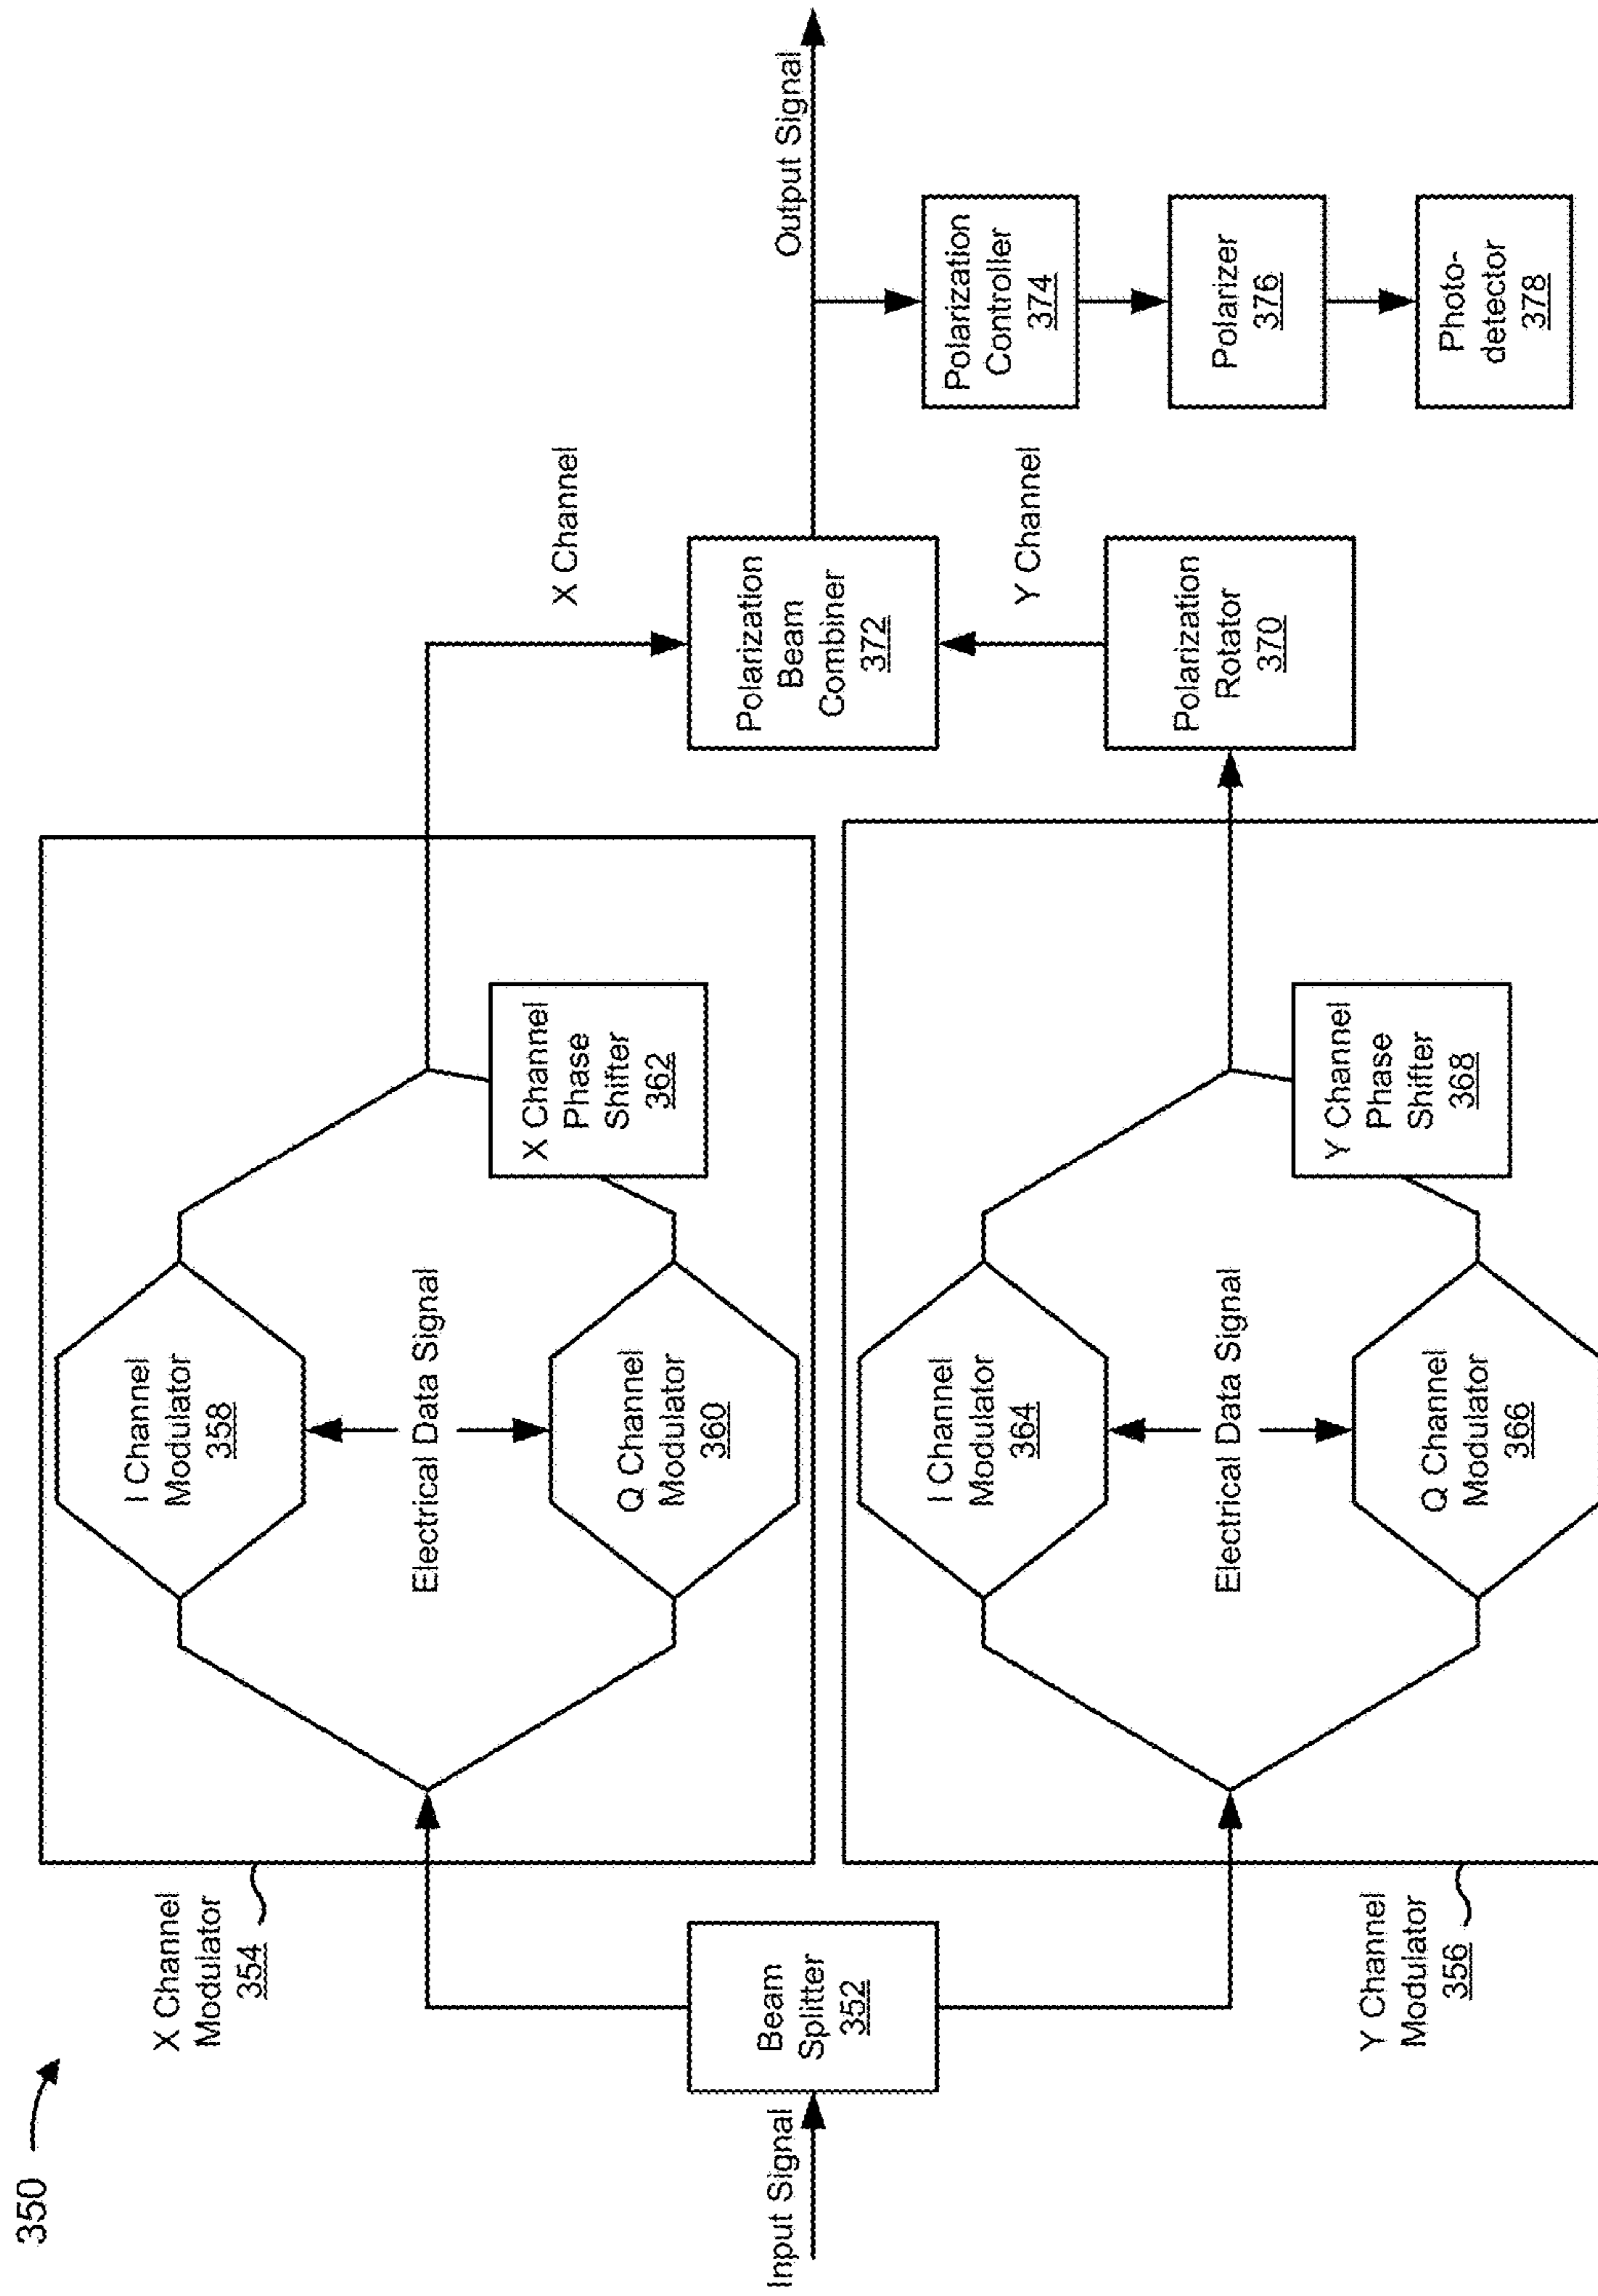 350
X Channel
Modulator
354
I Channel
Modulator
358
Electrical Data Signal
Q Channel
Modulator
360
X Channel
Phase
Shifter
362
X Channel
Input Signal
Beam
Splitter
352
Polarization
Beam
Combiner
372
Output Signal
Y Channel
Modulator
356
I Channel
Modulator
364
Electrical Data Signal
Q Channel
Modulator
366
Y Channel
Phase
Shifter
368
Y Channel
Polarization
Rotator
370
Polarization
Controller
374
Polarizer
376
Photo-
detector
378